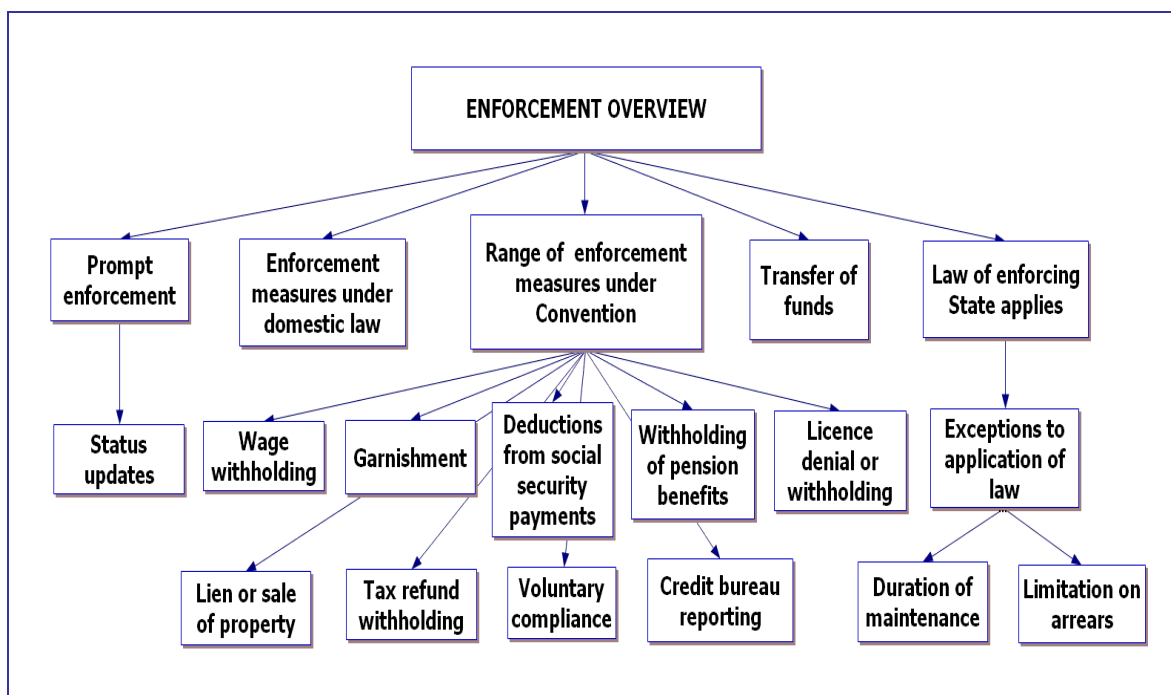 ENFORCEMENT OVERVIEW
Prompt
enforcement
Enforcement
measures under
domestic law
Range of enforcement
measures under
Convention
Transfer of
funds
Law of enforcing
State applies
Status
updates
Wage
withholding
Garnishment
Deductions
from social
security
payments
Withholding
of pension
benefits
Licence
denial or
withholding
Exceptions to
application of
law
Lien or sale
of property
Tax refund
withholding
Voluntary
compliance
Credit bureau
reporting
Duration of
maintenance
Limitation on
arrears